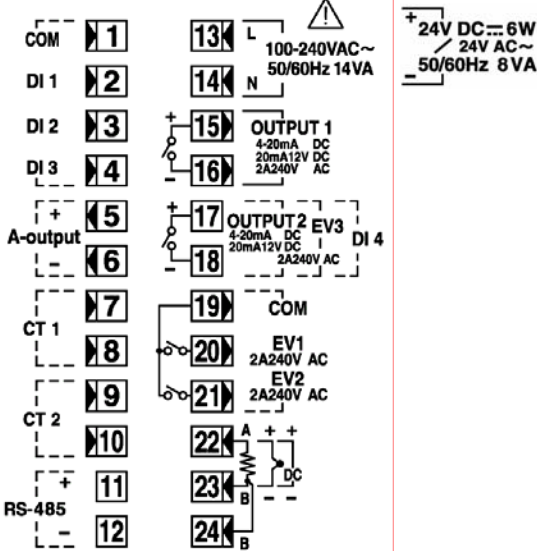 COM 1
DI 1 2
DI 2 3
DI 3 4
+ 5
A-output
− 6
7
CT 1
8
9
CT 2
10
+ 11
RS-485
− 12
13 L
100-240VAC~
50/60Hz 14VA
14 N
+ 15 OUTPUT 1
4-20mA DC
20mA12V DC
− 16 2A240V AC
+ 17 OUTPUT2 EV3 DI 4
4-20mA DC
20mA12V DC
− 18 2A240V AC
19 COM
20 EV1
2A240V AC
21 EV2
2A240V AC
22 A + +
DC
23 B − −
24 B
+ 24V DC⎓6W
/ 24V AC~
− 50/60Hz 8VA